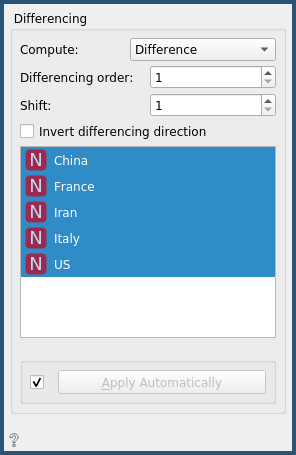 Differencing
Compute: Difference
Differencing order: 1
Shift: 1
Invert differencing direction
N China
N France
N Iran
N Italy
N US
Apply Automatically
?